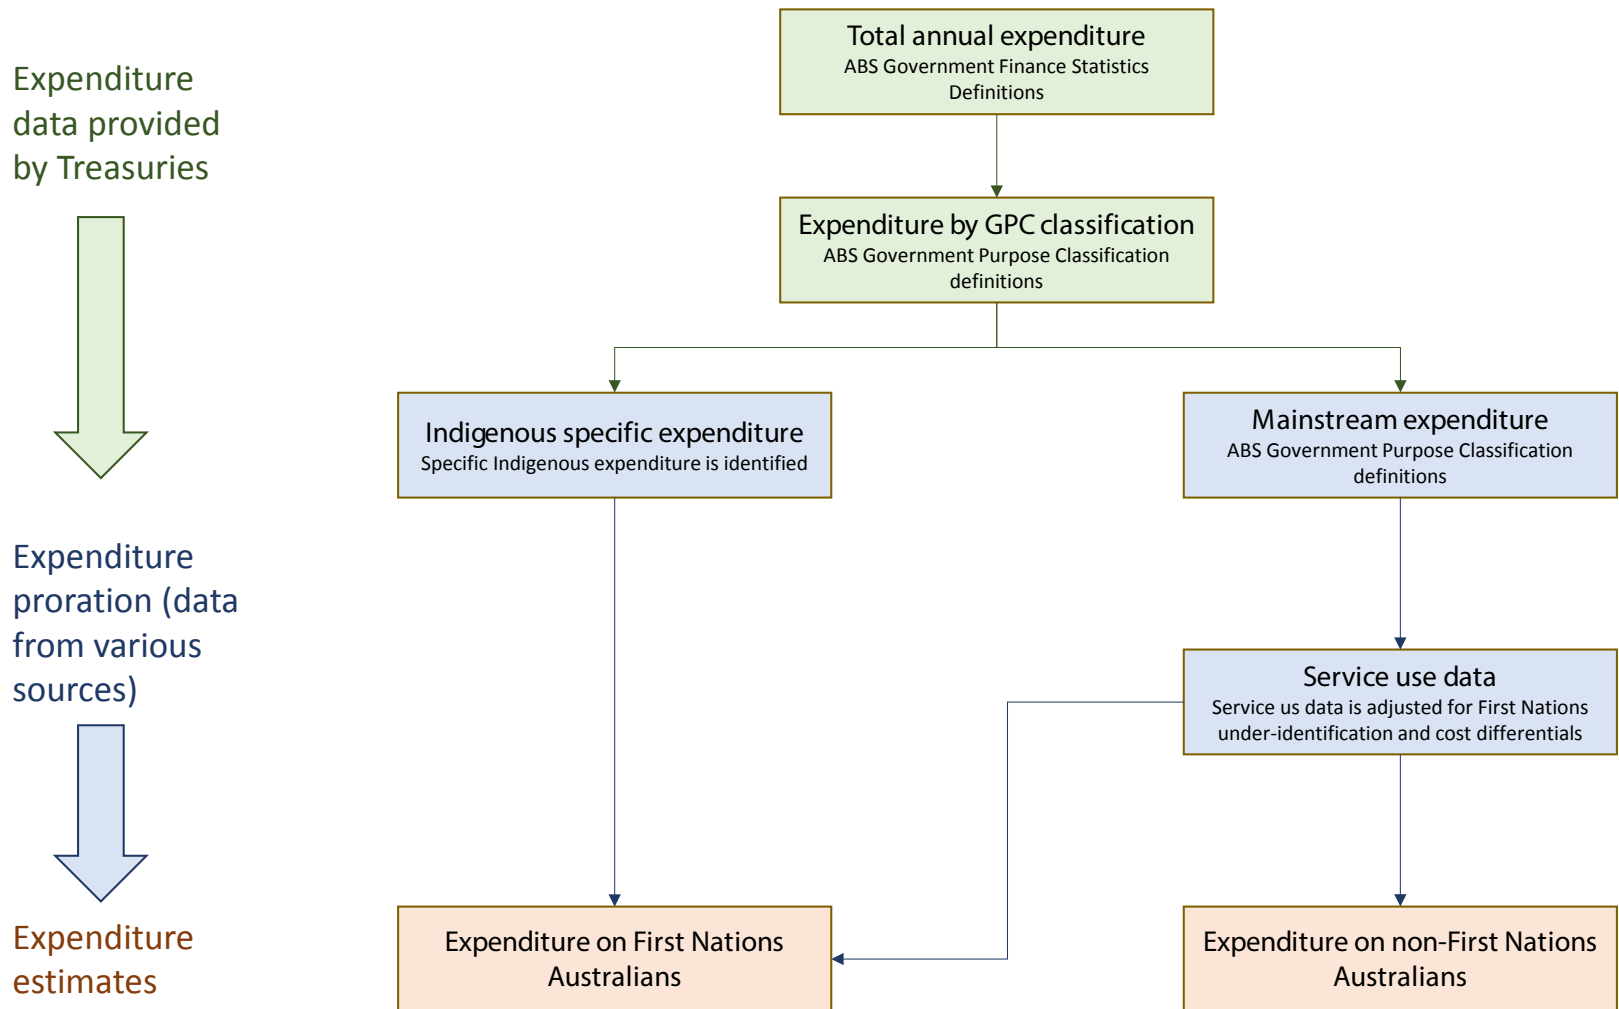 Expenditure
data provided
by Treasuries
Total annual expenditure
ABS Government Finance Statistics
Definitions
Expenditure by GPC classification
ABS Government Purpose Classification
definitions
Indigenous specific expenditure
Specific Indigenous expenditure is identified
Mainstream expenditure
ABS Government Purpose Classification
definitions
Expenditure
proration (data
from various
sources)
Service use data
Service us data is adjusted for First Nations
under-identification and cost differentials
Expenditure
estimates
Expenditure on First Nations
Australians
Expenditure on non-First Nations
Australians